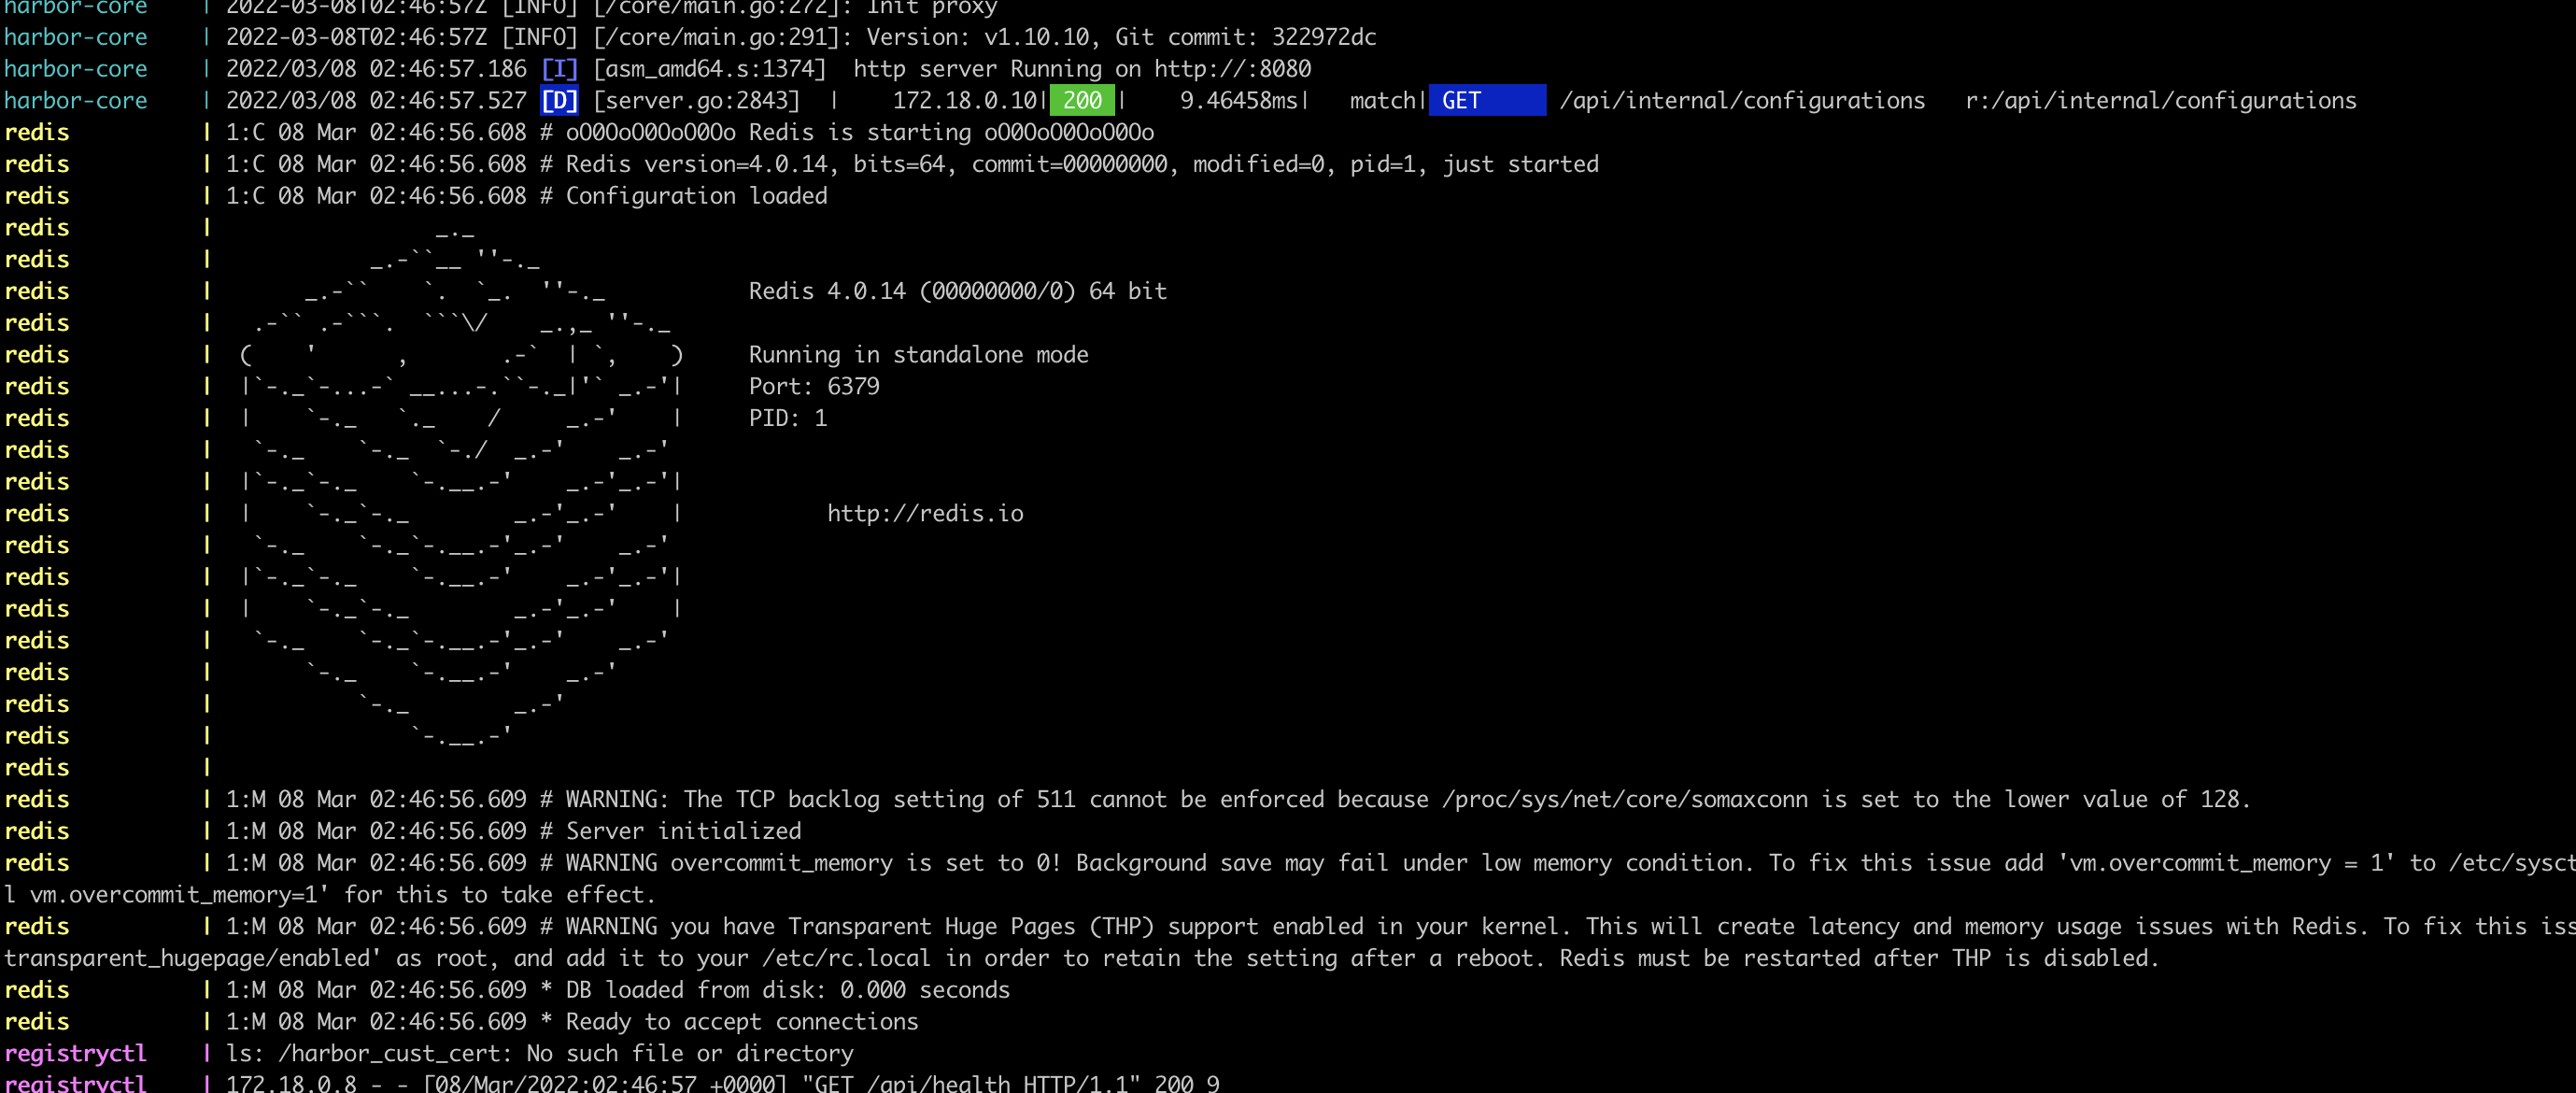 harbor-core    | 2022-03-08T02:46:57Z [INFO] [/core/main.go:272]: Init proxy
harbor-core    | 2022-03-08T02:46:57Z [INFO] [/core/main.go:291]: Version: v1.10.10, Git commit: 322972dc
harbor-core    | 2022/03/08 02:46:57.186 [I] [asm_amd64.s:1374]  http server Running on http://:8080
harbor-core    | 2022/03/08 02:46:57.527 [D] [server.go:2843]  |    172.18.0.10| 200 |    9.46458ms|   match| GET      /api/internal/configurations   r:/api/internal/configurations
redis          | 1:C 08 Mar 02:46:56.608 # oO0OoO0OoO0Oo Redis is starting oO0OoO0OoO0Oo
redis          | 1:C 08 Mar 02:46:56.608 # Redis version=4.0.14, bits=64, commit=00000000, modified=0, pid=1, just started
redis          | 1:C 08 Mar 02:46:56.608 # Configuration loaded
redis          |                 _._
redis          |            _.-``__ ''-._
redis          |       _.-``    `.  `_.  ''-._           Redis 4.0.14 (00000000/0) 64 bit
redis          |   .-`` .-```.  ```\/    _.,_ ''-._
redis          |  (    '      ,       .-`  | `,    )     Running in standalone mode
redis          |  |`-._`-...-` __...-.``-._|'` _.-'|     Port: 6379
redis          |  |    `-._   `._    /     _.-'    |     PID: 1
redis          |   `-._    `-._  `-./  _.-'    _.-'
redis          |  |`-._`-._    `-.__.-'    _.-'_.-'|
redis          |  |    `-._`-._        _.-'_.-'    |           http://redis.io
redis          |   `-._    `-._`-.__.-'_.-'    _.-'
redis          |  |`-._`-._    `-.__.-'    _.-'_.-'|
redis          |  |    `-._`-._        _.-'_.-'    |
redis          |   `-._    `-._`-.__.-'_.-'    _.-'
redis          |       `-._    `-.__.-'    _.-'
redis          |           `-._        _.-'
redis          |               `-.__.-'
redis          |
redis          | 1:M 08 Mar 02:46:56.609 # WARNING: The TCP backlog setting of 511 cannot be enforced because /proc/sys/net/core/somaxconn is set to the lower value of 128.
redis          | 1:M 08 Mar 02:46:56.609 # Server initialized
redis          | 1:M 08 Mar 02:46:56.609 # WARNING overcommit_memory is set to 0! Background save may fail under low memory condition. To fix this issue add 'vm.overcommit_memory = 1' to /etc/sysct
l vm.overcommit_memory=1' for this to take effect.
redis          | 1:M 08 Mar 02:46:56.609 # WARNING you have Transparent Huge Pages (THP) support enabled in your kernel. This will create latency and memory usage issues with Redis. To fix this iss
transparent_hugepage/enabled' as root, and add it to your /etc/rc.local in order to retain the setting after a reboot. Redis must be restarted after THP is disabled.
redis          | 1:M 08 Mar 02:46:56.609 * DB loaded from disk: 0.000 seconds
redis          | 1:M 08 Mar 02:46:56.609 * Ready to accept connections
registryctl    | ls: /harbor_cust_cert: No such file or directory
registryctl    | 172.18.0.8 - - [08/Mar/2022:02:46:57 +0000] "GET /api/health HTTP/1.1" 200 9